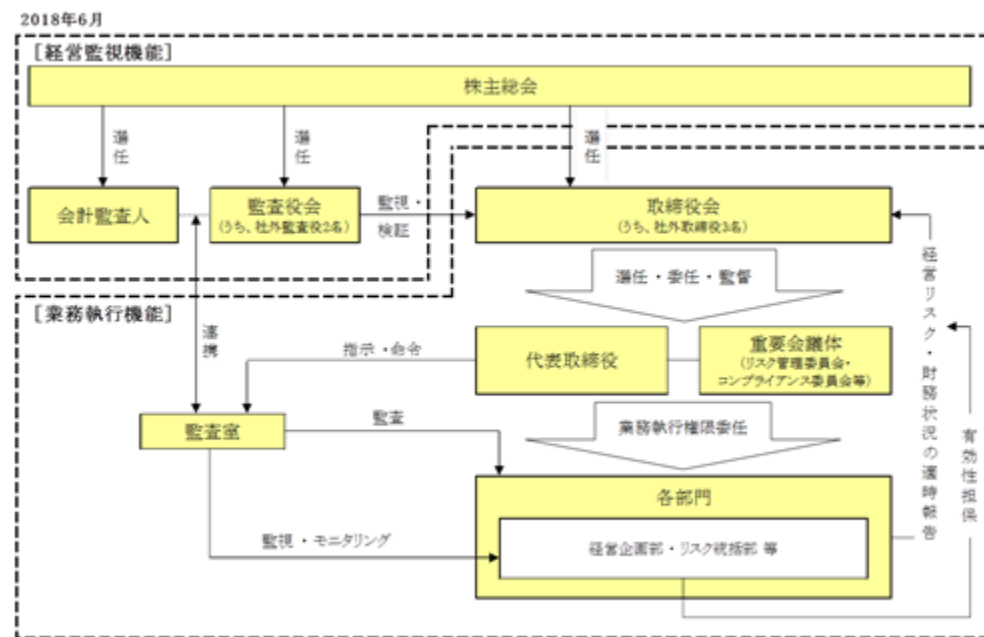 2018年6月
［経営監視機能］
株主総会
選任
選任
選任
会計監査人
監査役会
（うち、社外監査役2名）
監視・
検証
取締役会
（うち、社外取締役3名）
選任・委任・監督
［業務執行機能］
連携
指示・命令
代表取締役
重要会議体
（リスク管理委員会・
コンプライアンス委員会等）
監査室
監査
業務執行権限委任
各部門
経営企画部・リスク統括部 等
監視・モニタリング
経営リスク・財務状況の適時報告
有効性担保